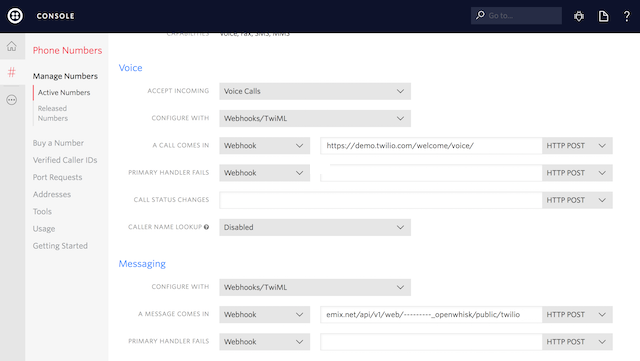 CONSOLE
Go to...
?
Phone Numbers
#
Manage Numbers
Active Numbers
Released
Numbers
Buy a Number
Verified Caller IDs
Port Requests
Addresses
Tools
Usage
Getting Started
CAPABILITIES Voice, Fax, SMS, MMS
Voice
ACCEPT INCOMING Voice Calls
CONFIGURE WITH Webhooks/TwiML
A CALL COMES IN Webhook https://demo.twilio.com/welcome/voice/ HTTP POST
PRIMARY HANDLER FAILS Webhook HTTP POST
CALL STATUS CHANGES HTTP POST
CALLER NAME LOOKUP ? Disabled
Messaging
CONFIGURE WITH Webhooks/TwiML
A MESSAGE COMES IN Webhook emix.net/api/v1/web/---------_openwhisk/public/twilio HTTP POST
PRIMARY HANDLER FAILS Webhook HTTP POST